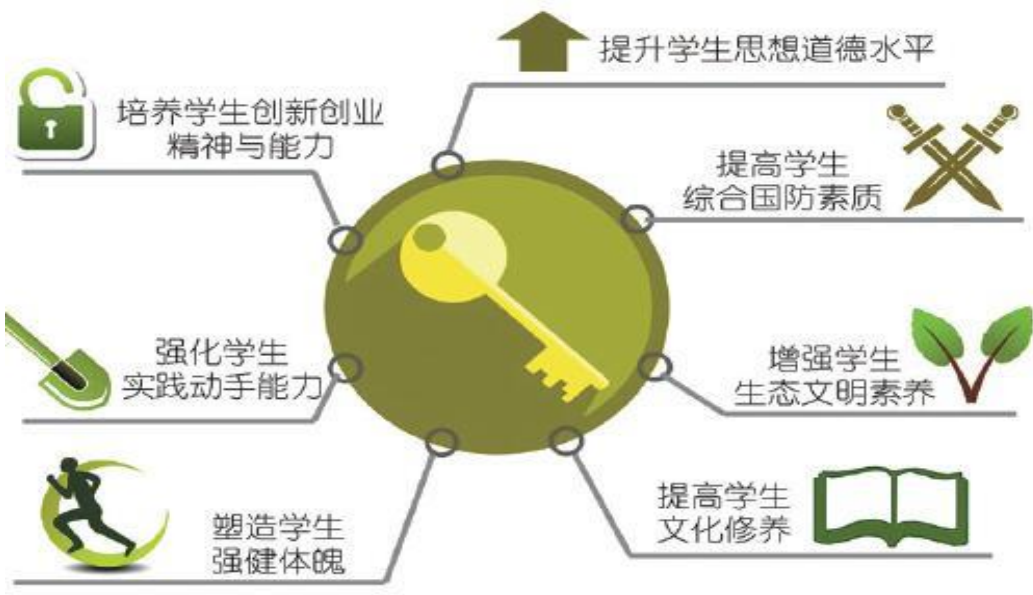 提升学生思想道德水平
培养学生创新创业
精神与能力
提高学生
综合国防素质
强化学生
实践动手能力
增强学生
生态文明素养
塑造学生
强健体魄
提高学生
文化修养